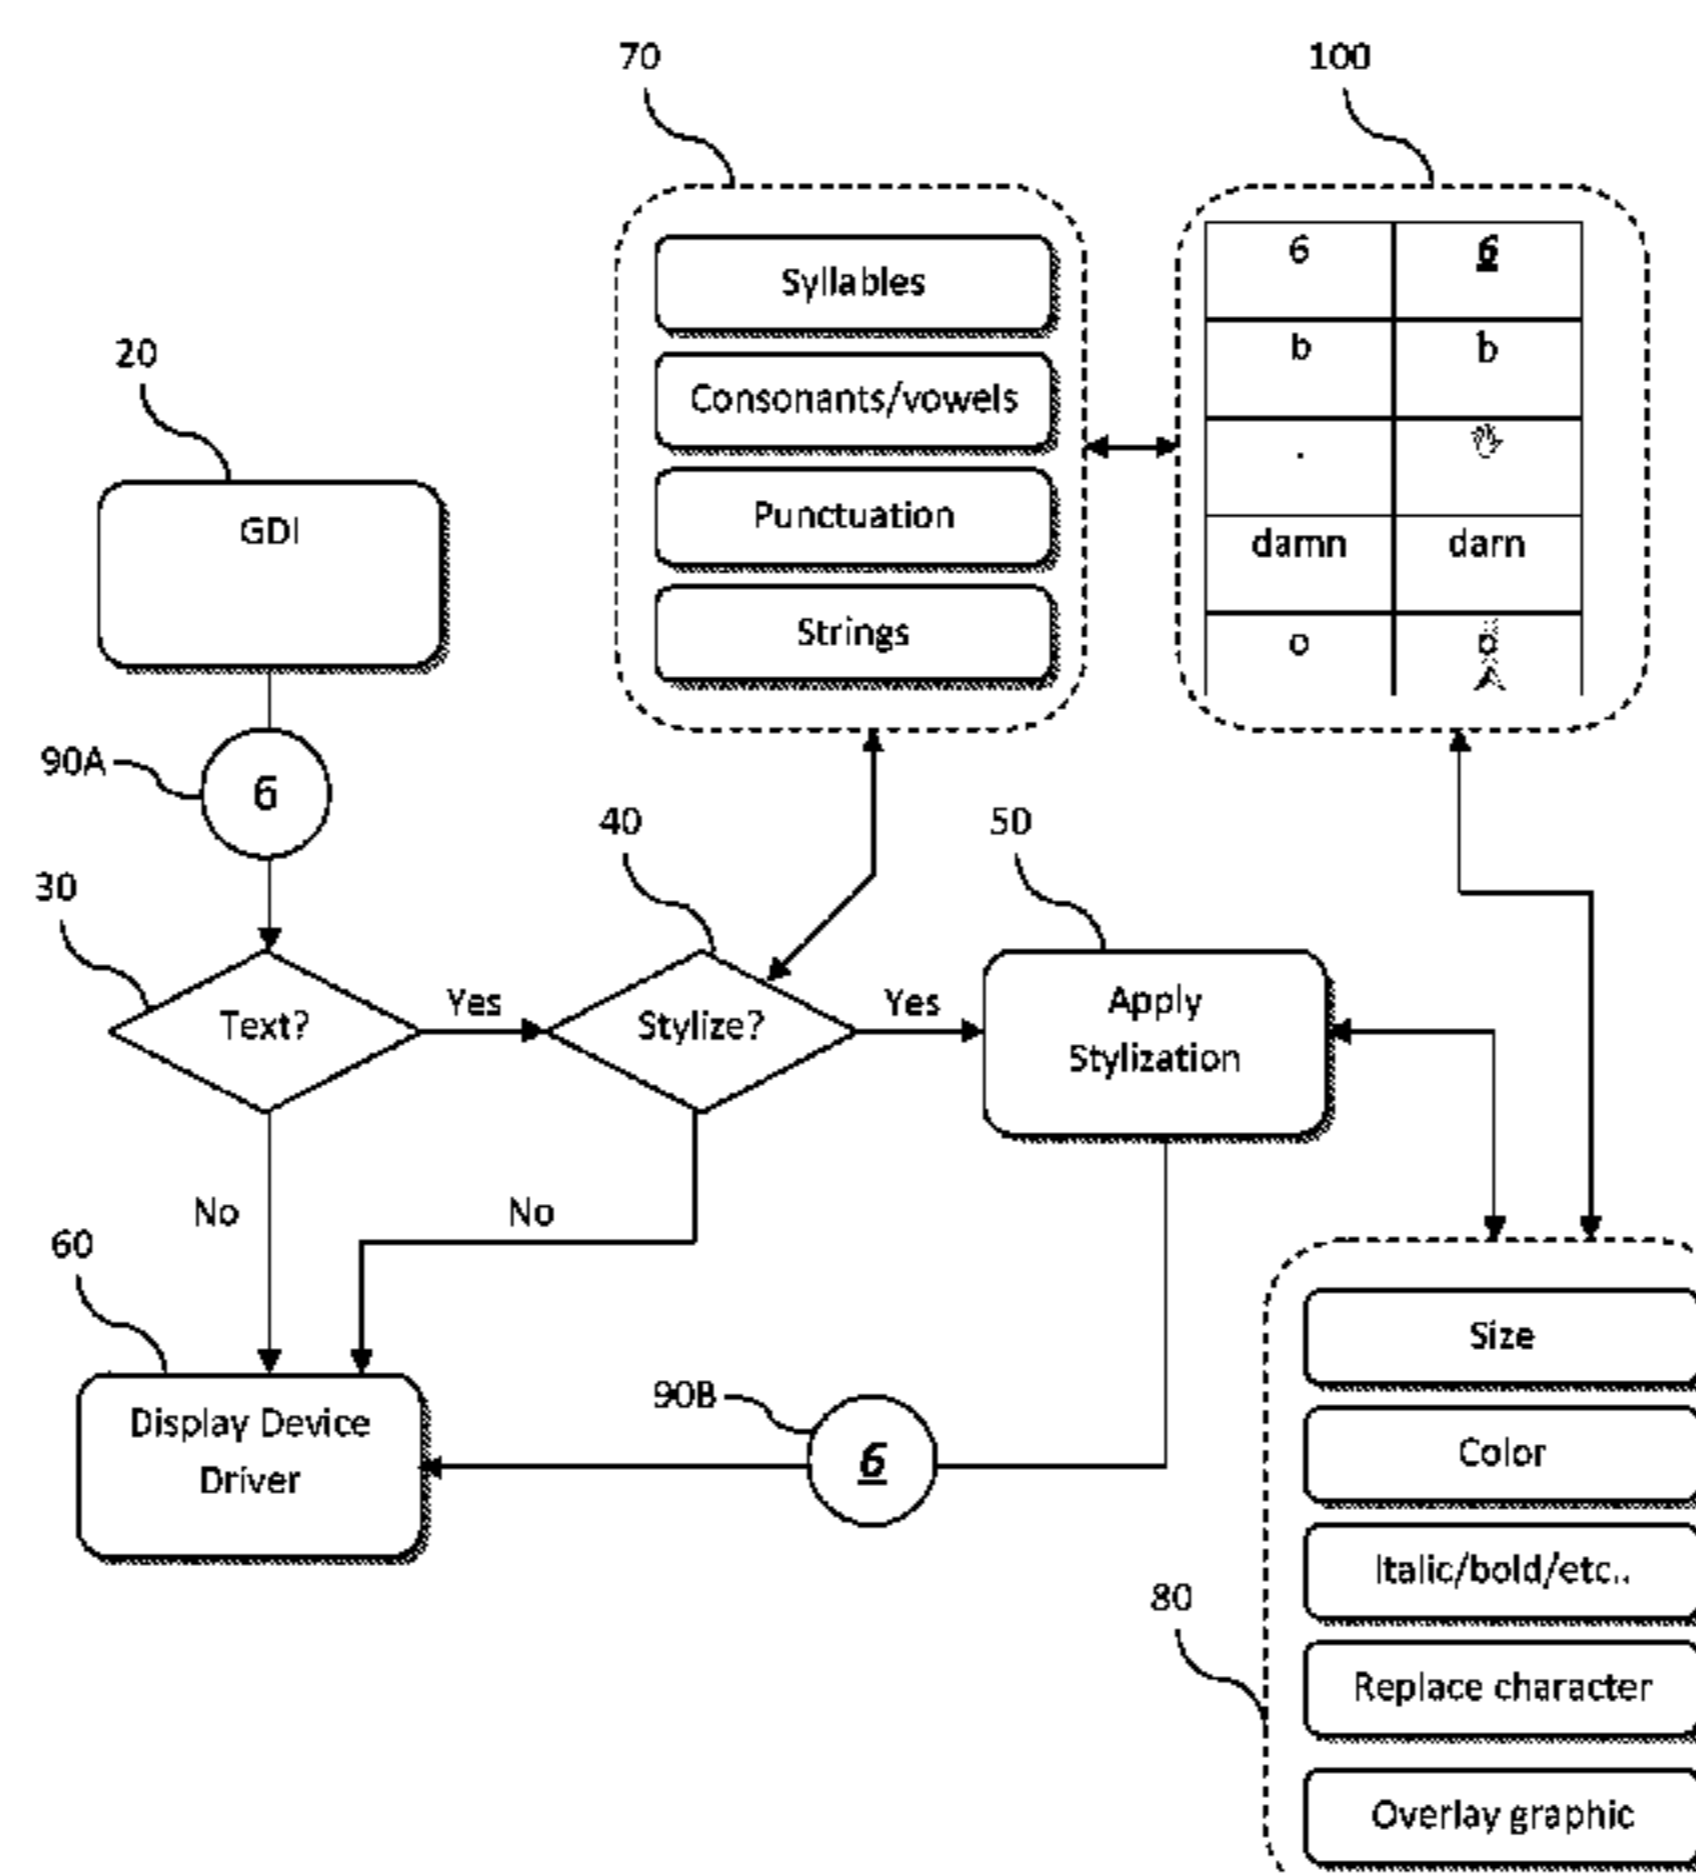 70
100
Syllables
Consonants/vowels
Punctuation
Strings
6 6
b b
.
damn darn
o o
20
GDI
90A
6
30
Text?
Yes
40
Stylize?
Yes
50
Apply
Stylization
No
No
60
Display Device
Driver
90B
6
80
Size
Color
Italic/bold/etc..
Replace character
Overlay graphic